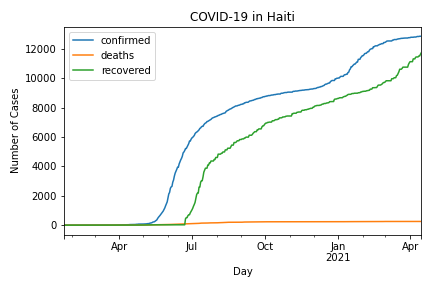 COVID-19 in Haiti
confirmed
deaths
recovered
Number of Cases
12000
10000
8000
6000
4000
2000
0
Apr Jul Oct Jan Apr
2021
Day